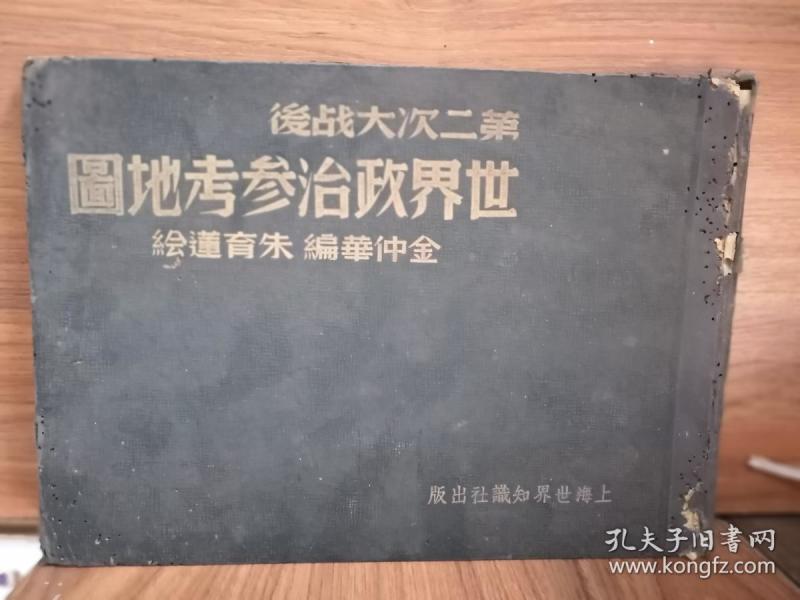 第二次大战後
世界政治参考地圖
金仲華編 朱育蓮绘
上海世界知識社出版
孔夫子旧书网
www.kongfz.com